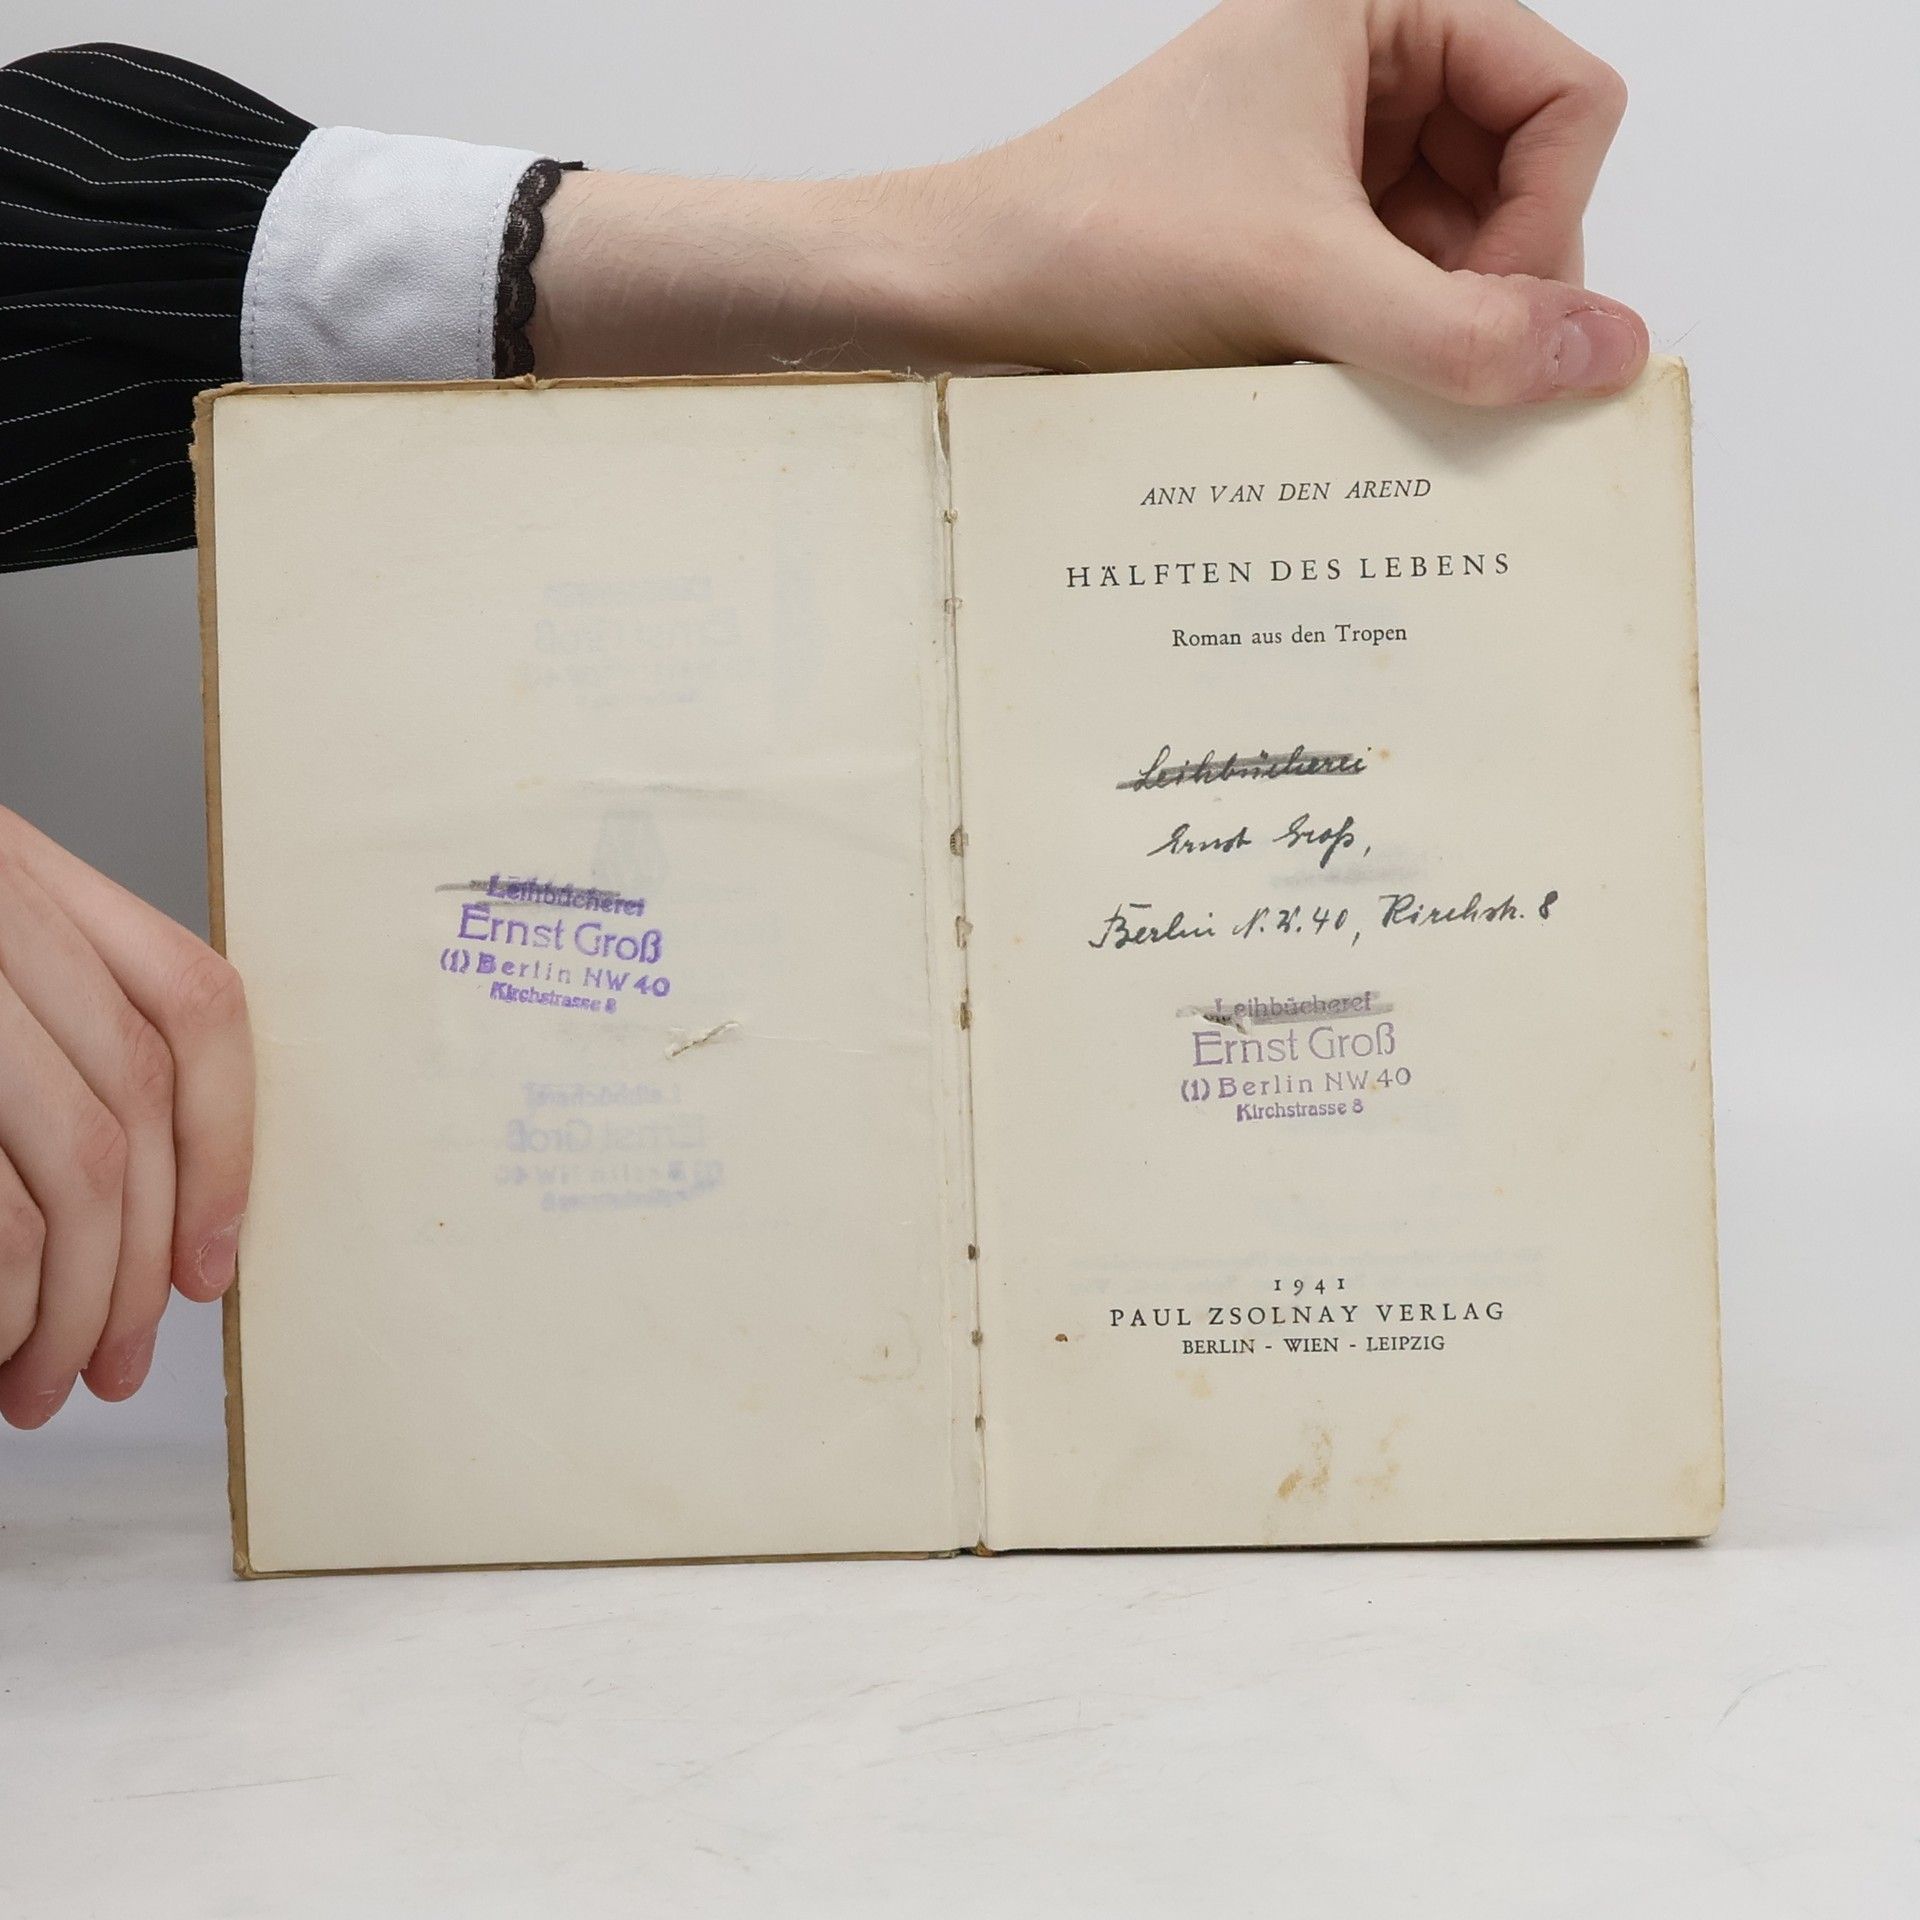 Leihbücherei
Ernst Groß
(1) Berlin NW 40
Kirchstrasse 8
ANN VAN DEN AREND
HÄLFTEN DES LEBENS
Roman aus den Tropen
Leihbücherei
Ernst Groß,
Berlin N.W. 40, Kirchstr. 8
Leihbücherei
Ernst Groß
(1) Berlin NW 40
Kirchstrasse 8
1941
PAUL ZSOLNAY VERLAG
BERLIN - WIEN - LEIPZIG